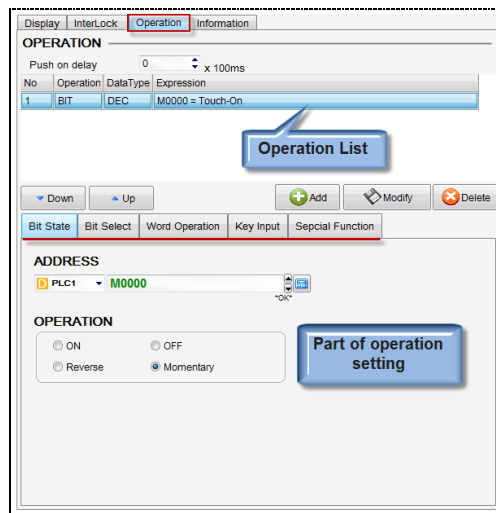 Display InterLock Operation Information
OPERATION
Push on delay 0 x 100ms
No Operation DataType Expression
1 BIT DEC M0000 = Touch-On
Operation List
Down Up Add Modify Delete
Bit State Bit Select Word Operation Key Input Sepcial Function
ADDRESS
D PLC1 M0000
*OK*
OPERATION
ON OFF
Reverse Momentary
Part of operation
setting